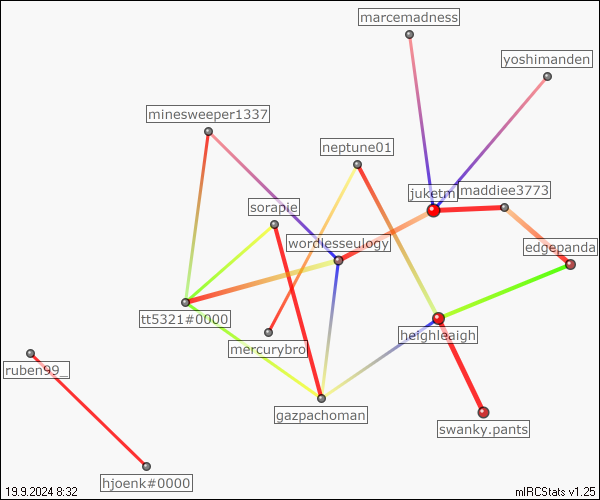 marcemadness
yoshimanden
minesweeper1337
neptune01
juketm
maddiee3773
sorapie
wordlesseulogy
edgepanda
tt5321#0000
heighleaigh
mercurybro
ruben99_
gazpachoman
swanky.pants
hjoenk#0000
19.9.2024 8:32
mIRCStats v1.25